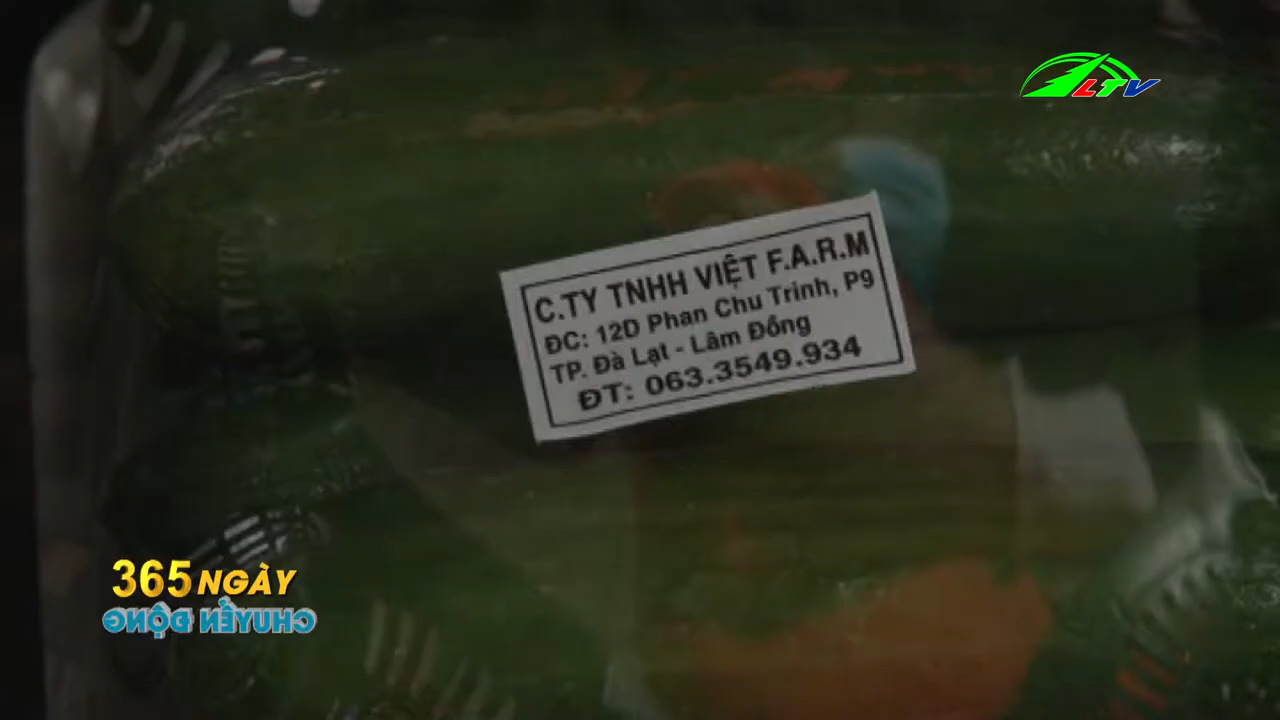 LTV
C.TY TNHH VIỆT F.A.R.M
ĐC: 12D Phan Chu Trinh, P9
TP. Đà Lạt - Lâm Đồng
ĐT: 063.3549.934
365 NGÀY
CHUYỂN ĐỘNG